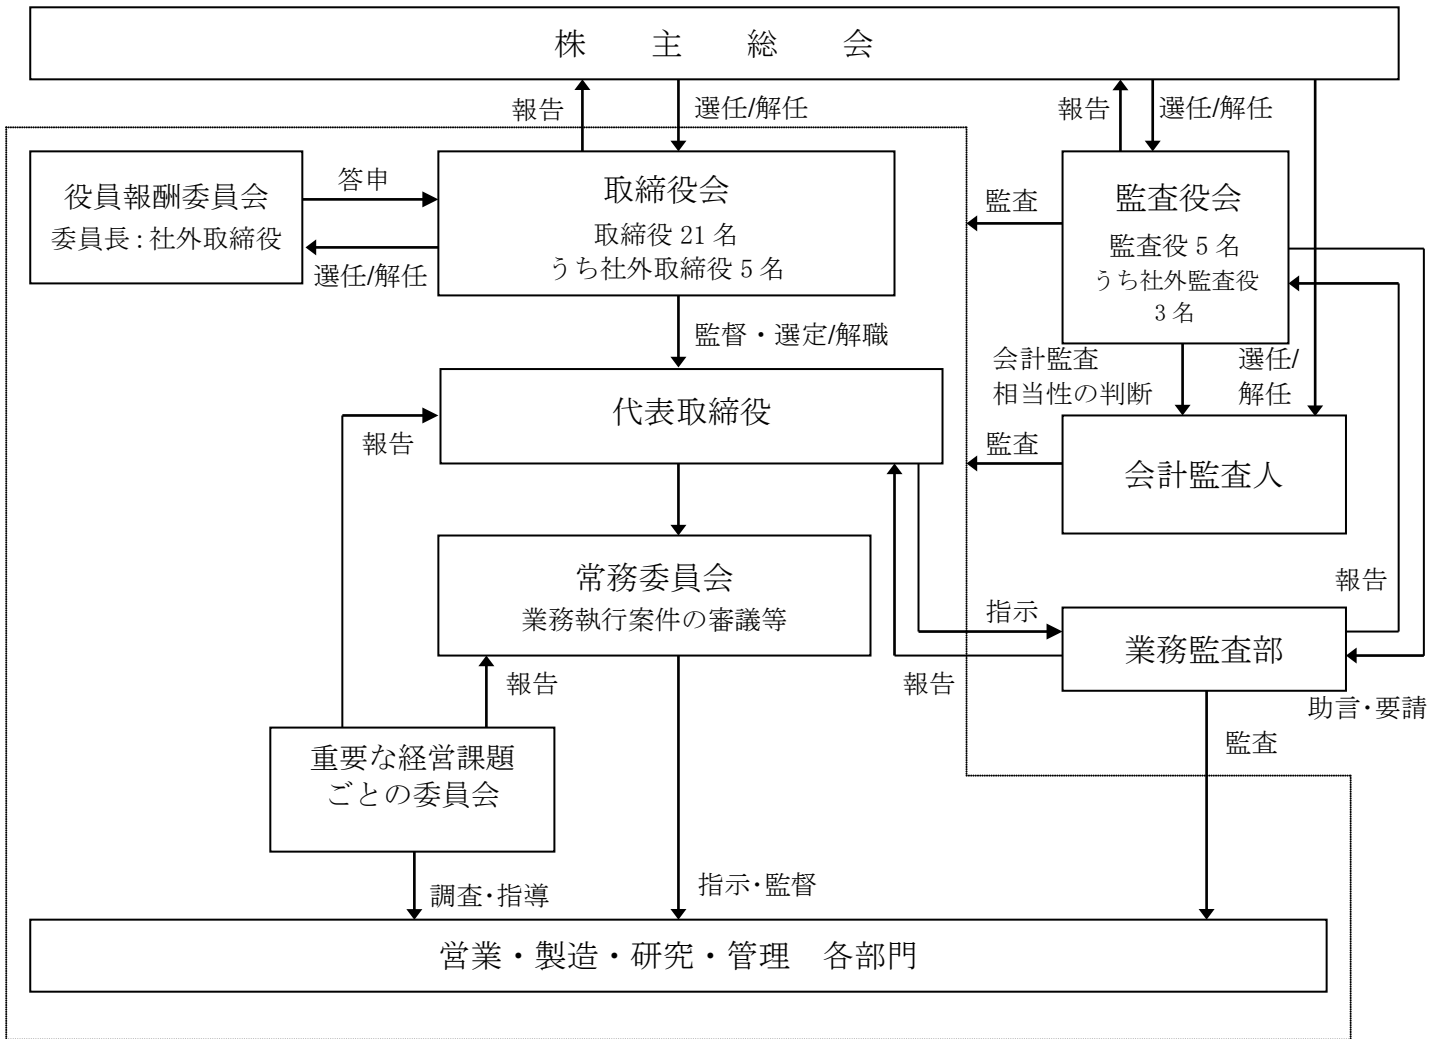 株　主　総　会
報告
選任/解任
報告
選任/解任
役員報酬委員会
委員長：社外取締役
答申
選任/解任
取締役会
取締役 21 名
うち社外取締役 5 名
監査
監査役会
監査役 5 名
うち社外監査役
3 名
監督・選定/解職
会計監査
相当性の判断
選任/
解任
代表取締役
報告
監査
会計監査人
常務委員会
業務執行案件の審議等
指示
報告
業務監査部
報告
報告
助言・要請
監査
重要な経営課題
ごとの委員会
調査・指導
指示・監督
営業・製造・研究・管理　各部門